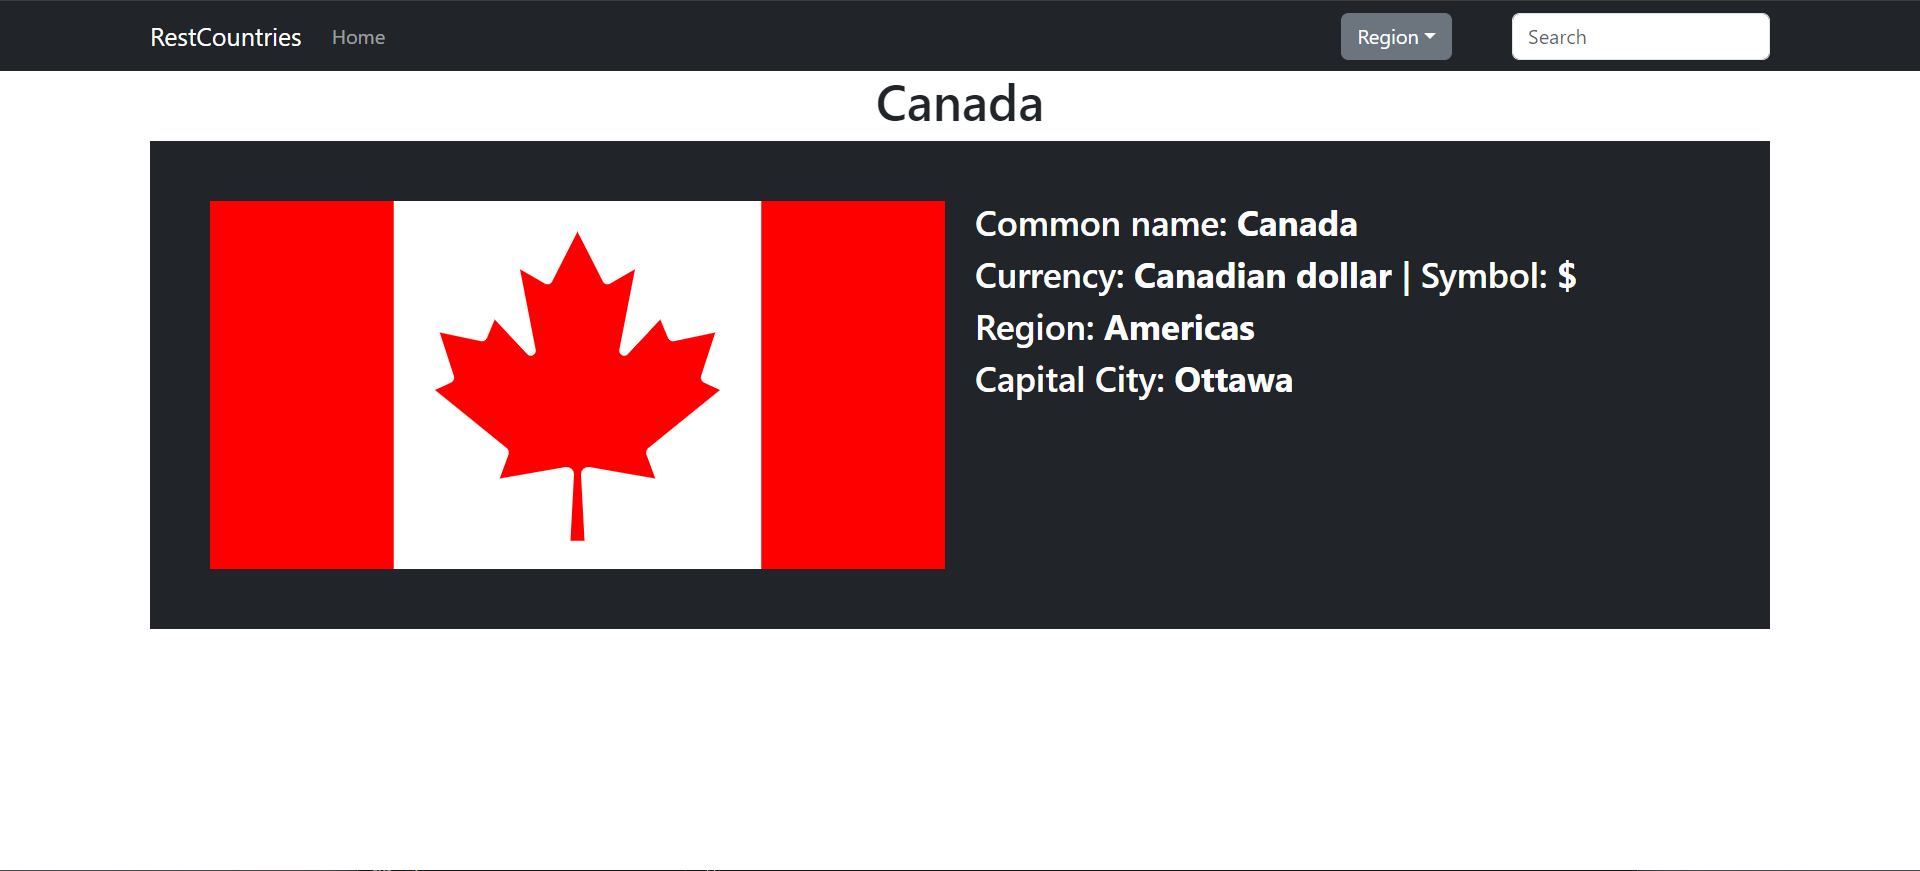 RestCountries Home Region Search
Canada
Common name: Canada
Currency: Canadian dollar | Symbol: $
Region: Americas
Capital City: Ottawa